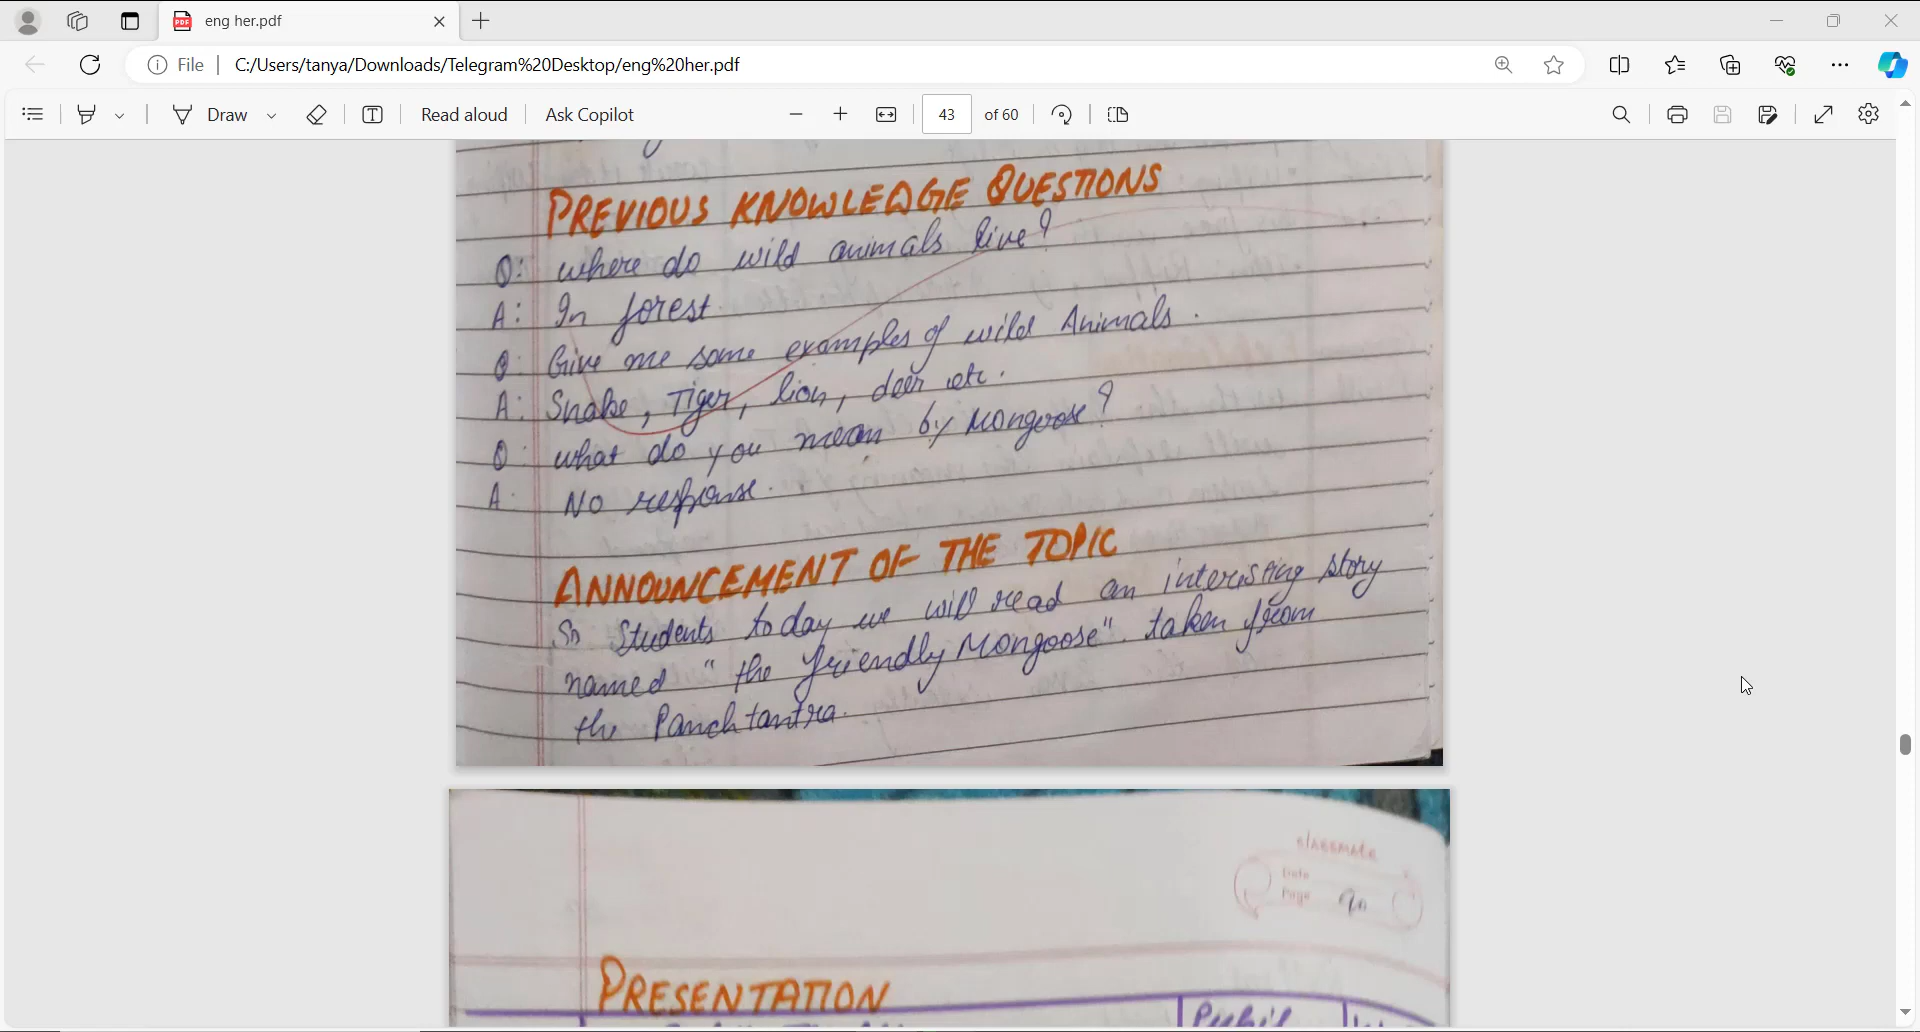 eng her.pdf
File
C:/Users/tanya/Downloads/Telegram%20Desktop/eng%20her.pdf
Draw
Read aloud
Ask Copilot
43 of 60
PREVIOUS KNOWLEDGE QUESTIONS
Q: where do wild animals live?
A: In forest.
Q: Give me some examples of wild Animals.
A: Snake, Tiger, lion, deer etc.
Q: what do you mean by Mongoose?
A: No response.
ANNOUNCEMENT OF THE TOPIC
So Students today we will read an interesting story
named "the friendly Mongoose". taken from
the Panchtantra.
classmate
Date
Page
PRESENTATION